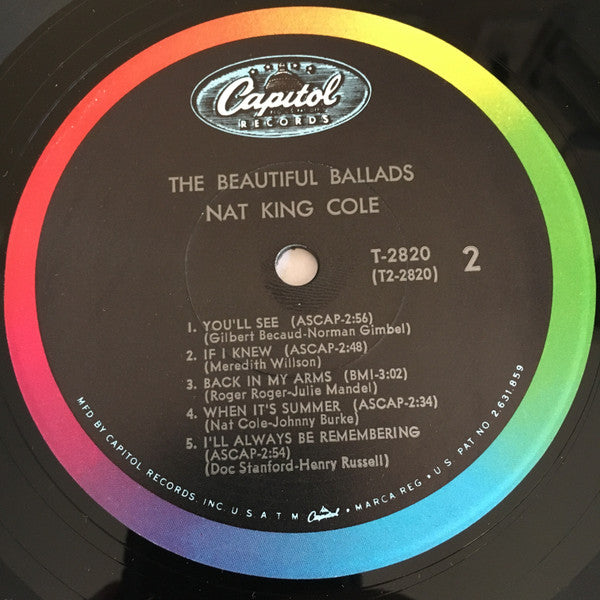 Capitol
RECORDS
THE BEAUTIFUL BALLADS
NAT KING COLE
T-2820
(T2-2820)
2
1. YOU'LL SEE (ASCAP-2:56)
(Gilbert Becaud-Norman Gimbel)
2. IF I KNEW (ASCAP-2:48)
(Meredith Willson)
3. BACK IN MY ARMS (BMI-3:02)
(Roger Roger-Julie Mandel)
4. WHEN IT'S SUMMER (ASCAP-2:34)
(Nat Cole-Johnny Burke)
5. I'LL ALWAYS BE REMEMBERING
(ASCAP-2:54)
(Doc Stanford-Henry Russell)
MFD BY CAPITOL RECORDS, INC U S A T M Capitol • MARCA REG • U.S. PAT NO 2.631.859